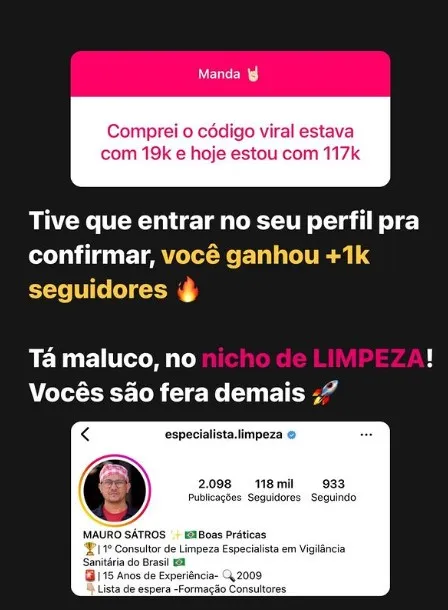 Manda 🤘🏻
Comprei o código viral estava
com 19k e hoje estou com 117k
Tive que entrar no seu perfil pra
confirmar, você ganhou +1k
seguidores 🔥
Tá maluco, no nicho de LIMPEZA!
Vocês são fera demais 🚀
especialista.limpeza
2.098 118 mil 933
Publicações Seguidores Seguindo
MAURO SÁTROS ✨🇧🇷Boas Práticas
🏆| 1º Consultor de Limpeza Especialista em Vigilância
Sanitária do Brasil 🇧🇷
🚨| 15 Anos de Experiência- 🔍2009
👇🏼Lista de espera -Formação Consultores